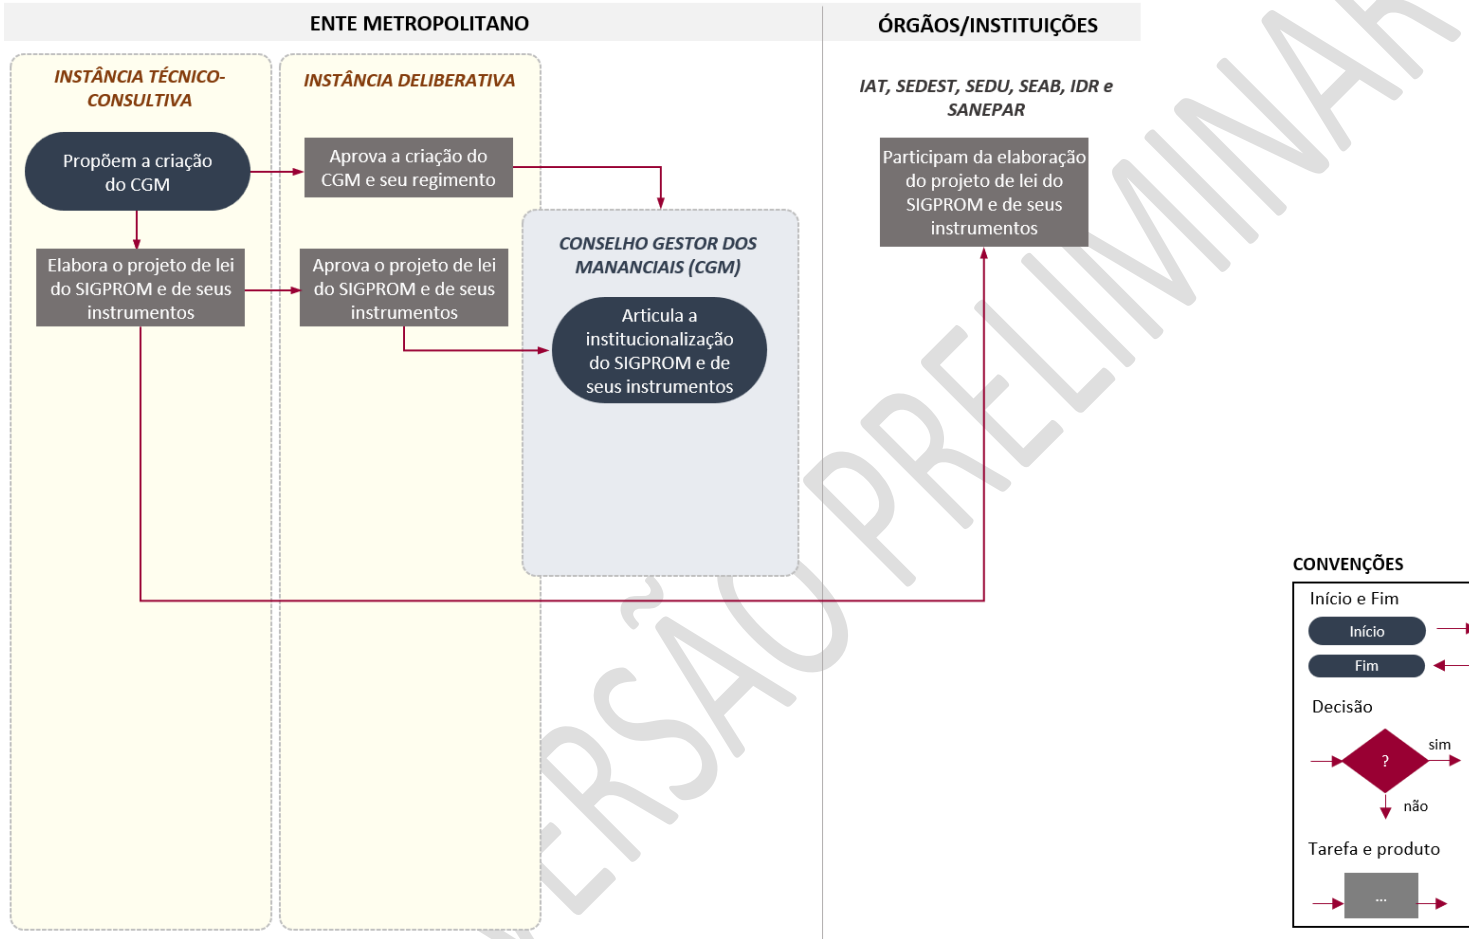 ENTE METROPOLITANO
ÓRGÃOS/INSTITUIÇÕES
INSTÂNCIA TÉCNICO-
CONSULTIVA
INSTÂNCIA DELIBERATIVA
IAT, SEDEST, SEDU, SEAB, IDR e
SANEPAR
Propõem a criação
do CGM
Aprova a criação do
CGM e seu regimento
Participam da elaboração
do projeto de lei do
SIGPROM e de seus
instrumentos
Elabora o projeto de lei
do SIGPROM e de seus
instrumentos
Aprova o projeto de lei
do SIGPROM e de seus
instrumentos
CONSELHO GESTOR DOS
MANANCIAIS (CGM)
Articula a
institucionalização
do SIGPROM e de
seus instrumentos
CONVENÇÕES
Início e Fim
Início
Fim
Decisão
?
sim
não
Tarefa e produto
...
VERSÃO PRELIMINAR